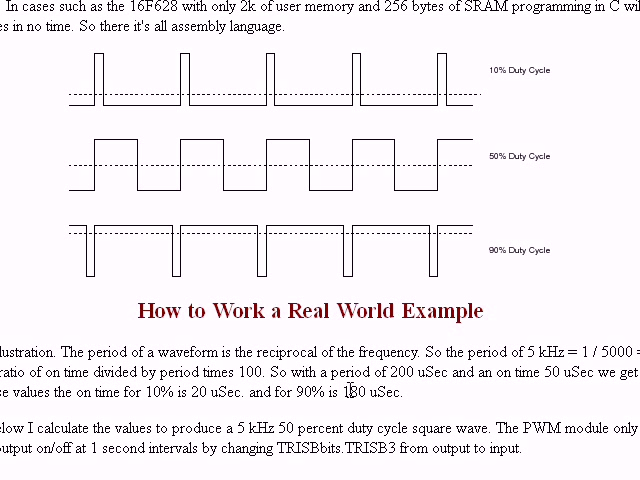 In cases such as the 16F628 with only 2k of user memory and 256 bytes of SRAM programming in C wil
es in no time. So there it's all assembly language.
10% Duty Cycle
50% Duty Cycle
90% Duty Cycle
How to Work a Real World Example
lustration. The period of a waveform is the reciprocal of the frequency. So the period of 5 kHz = 1 / 5000 =
ratio of on time divided by period times 100. So with a period of 200 uSec and an on time 50 uSec we get
se values the on time for 10% is 20 uSec. and for 90% is 180 uSec.
elow I calculate the values to produce a 5 kHz 50 percent duty cycle square wave. The PWM module only
output on/off at 1 second intervals by changing TRISBbits.TRISB3 from output to input.